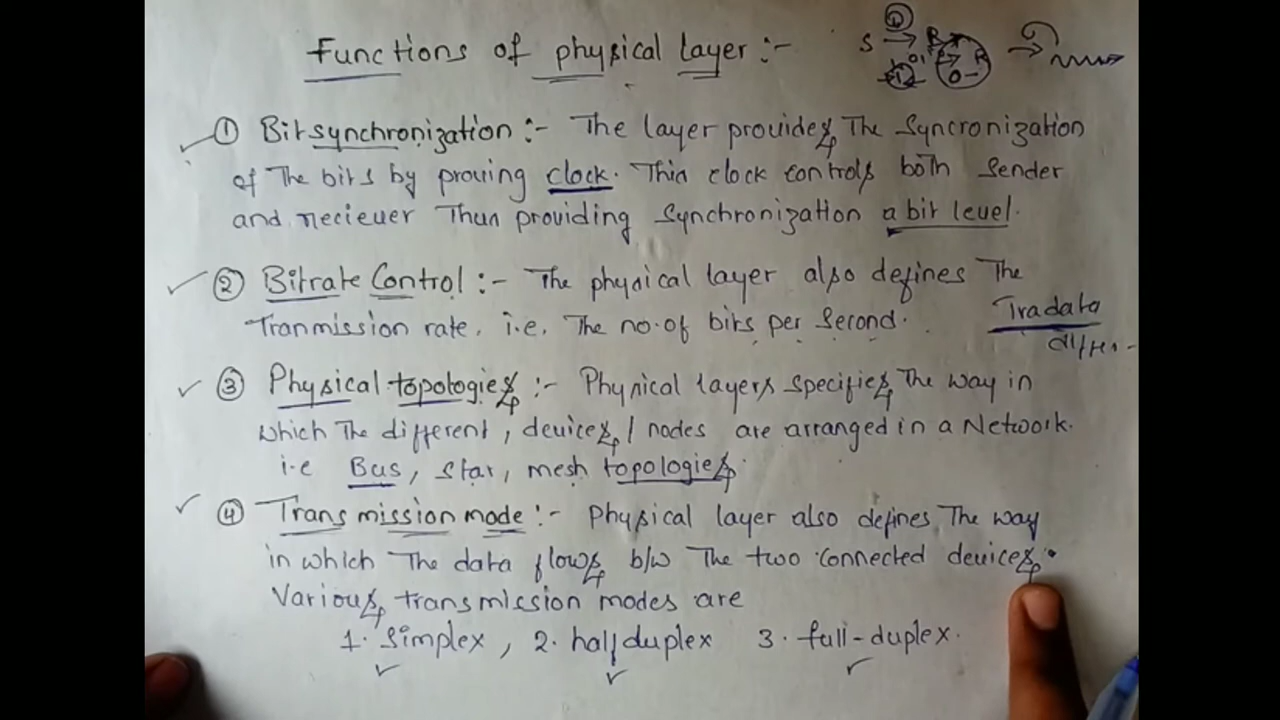 Functions of physical layer :-
S R
① Bit synchronization :- The layer provides The Syncronization
of The bits by proving clock. This clock controls both Sender
and reciever Thus providing Synchronization a bit level.
② Bitrate Control :- The physical layer also defines The
Tranmission rate. i.e. The no. of bits per Second.
Tradata
③ Physical topologies :- Physical layers specifies The way in
which The different, devices / nodes are arranged in a Network.
i.e Bus, Star, mesh topologies.
④ Transmission mode :- Physical layer also defines The way
in which The data flows b/w The two connected devices.
Various transmission modes are
1. Simplex, 2. half duplex 3. full-duplex.